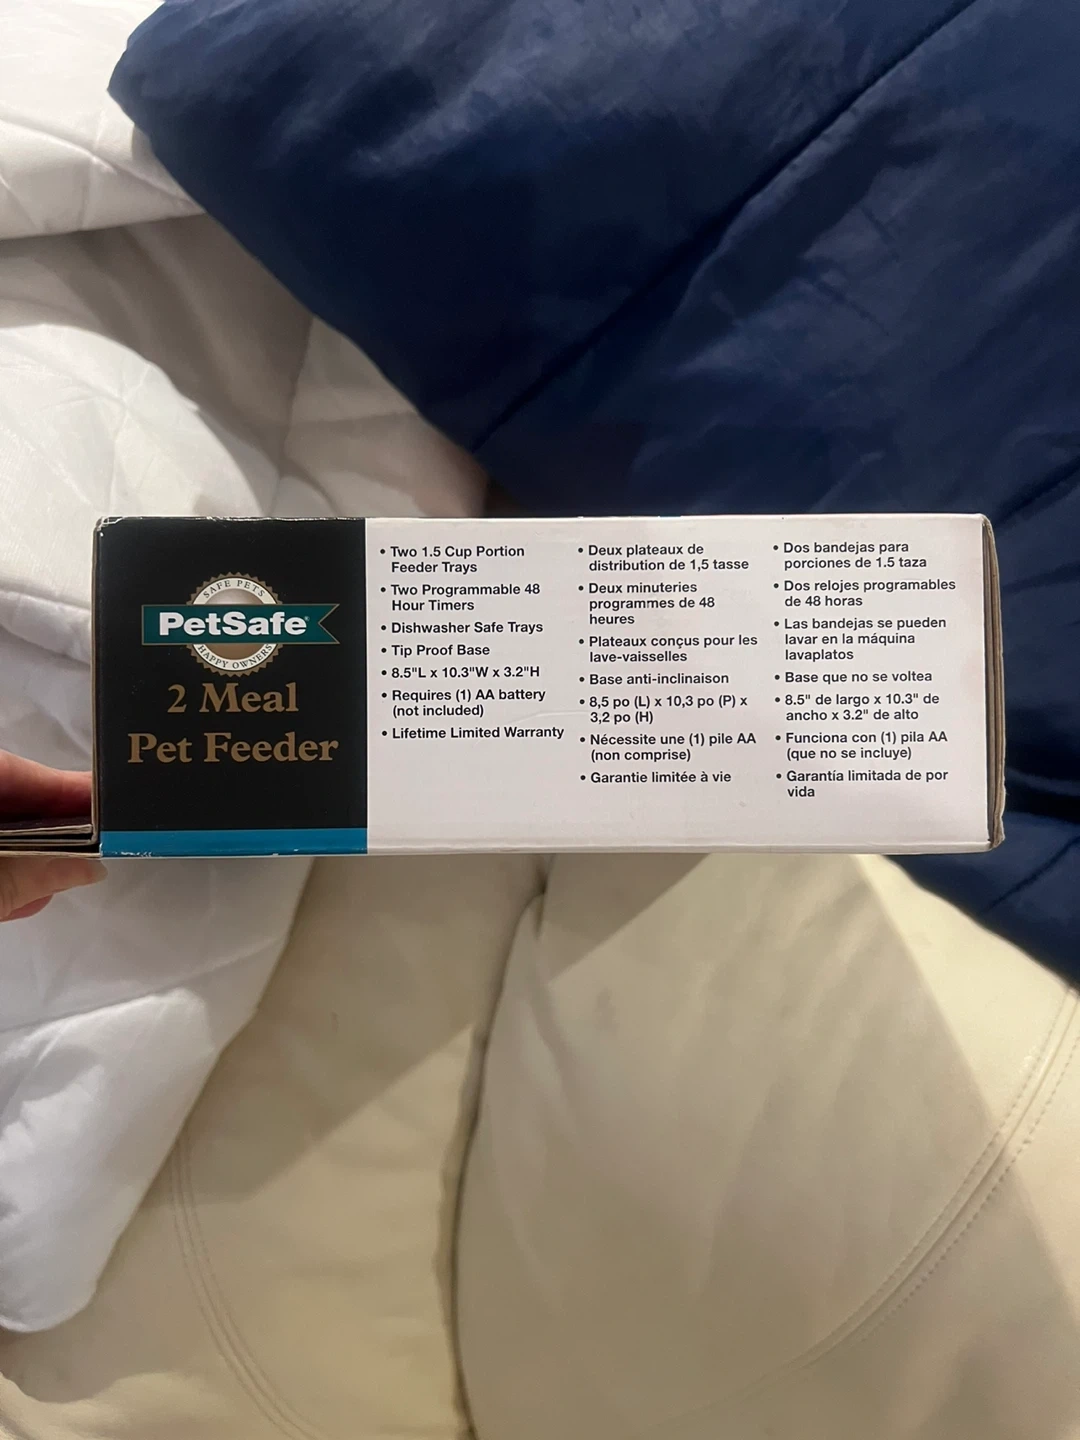 SAFE PETS
PetSafe®
HAPPY OWNERS
2 Meal
Pet Feeder
• Two 1.5 Cup Portion
Feeder Trays
• Two Programmable 48
Hour Timers
• Dishwasher Safe Trays
• Tip Proof Base
• 8.5"L x 10.3"W x 3.2"H
• Requires (1) AA battery
(not included)
• Lifetime Limited Warranty
• Deux plateaux de
distribution de 1,5 tasse
• Deux minuteries
programmes de 48
heures
• Plateaux conçus pour les
lave-vaisselles
• Base anti-inclinaison
• 8,5 po (L) x 10,3 po (P) x
3,2 po (H)
• Nécessite une (1) pile AA
(non comprise)
• Garantie limitée à vie
• Dos bandejas para
porciones de 1.5 taza
• Dos relojes programables
de 48 horas
• Las bandejas se pueden
lavar en la máquina
lavaplatos
• Base que no se voltea
• 8.5" de largo x 10.3" de
ancho x 3.2" de alto
• Funciona con (1) pila AA
(que no se incluye)
• Garantía limitada de por
vida